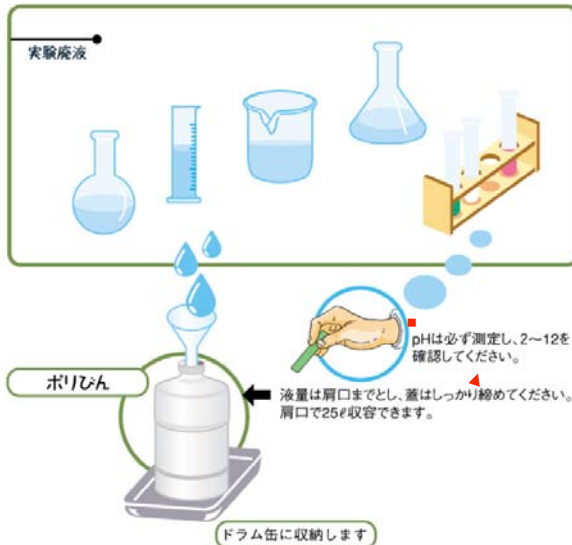 実験廃液
pHは必ず測定し、2～12を
確認してください。
ポリびん
液量は肩口までとし、蓋はしっかり締めてください。
肩口で25ℓ収容できます。
ドラム缶に収納します